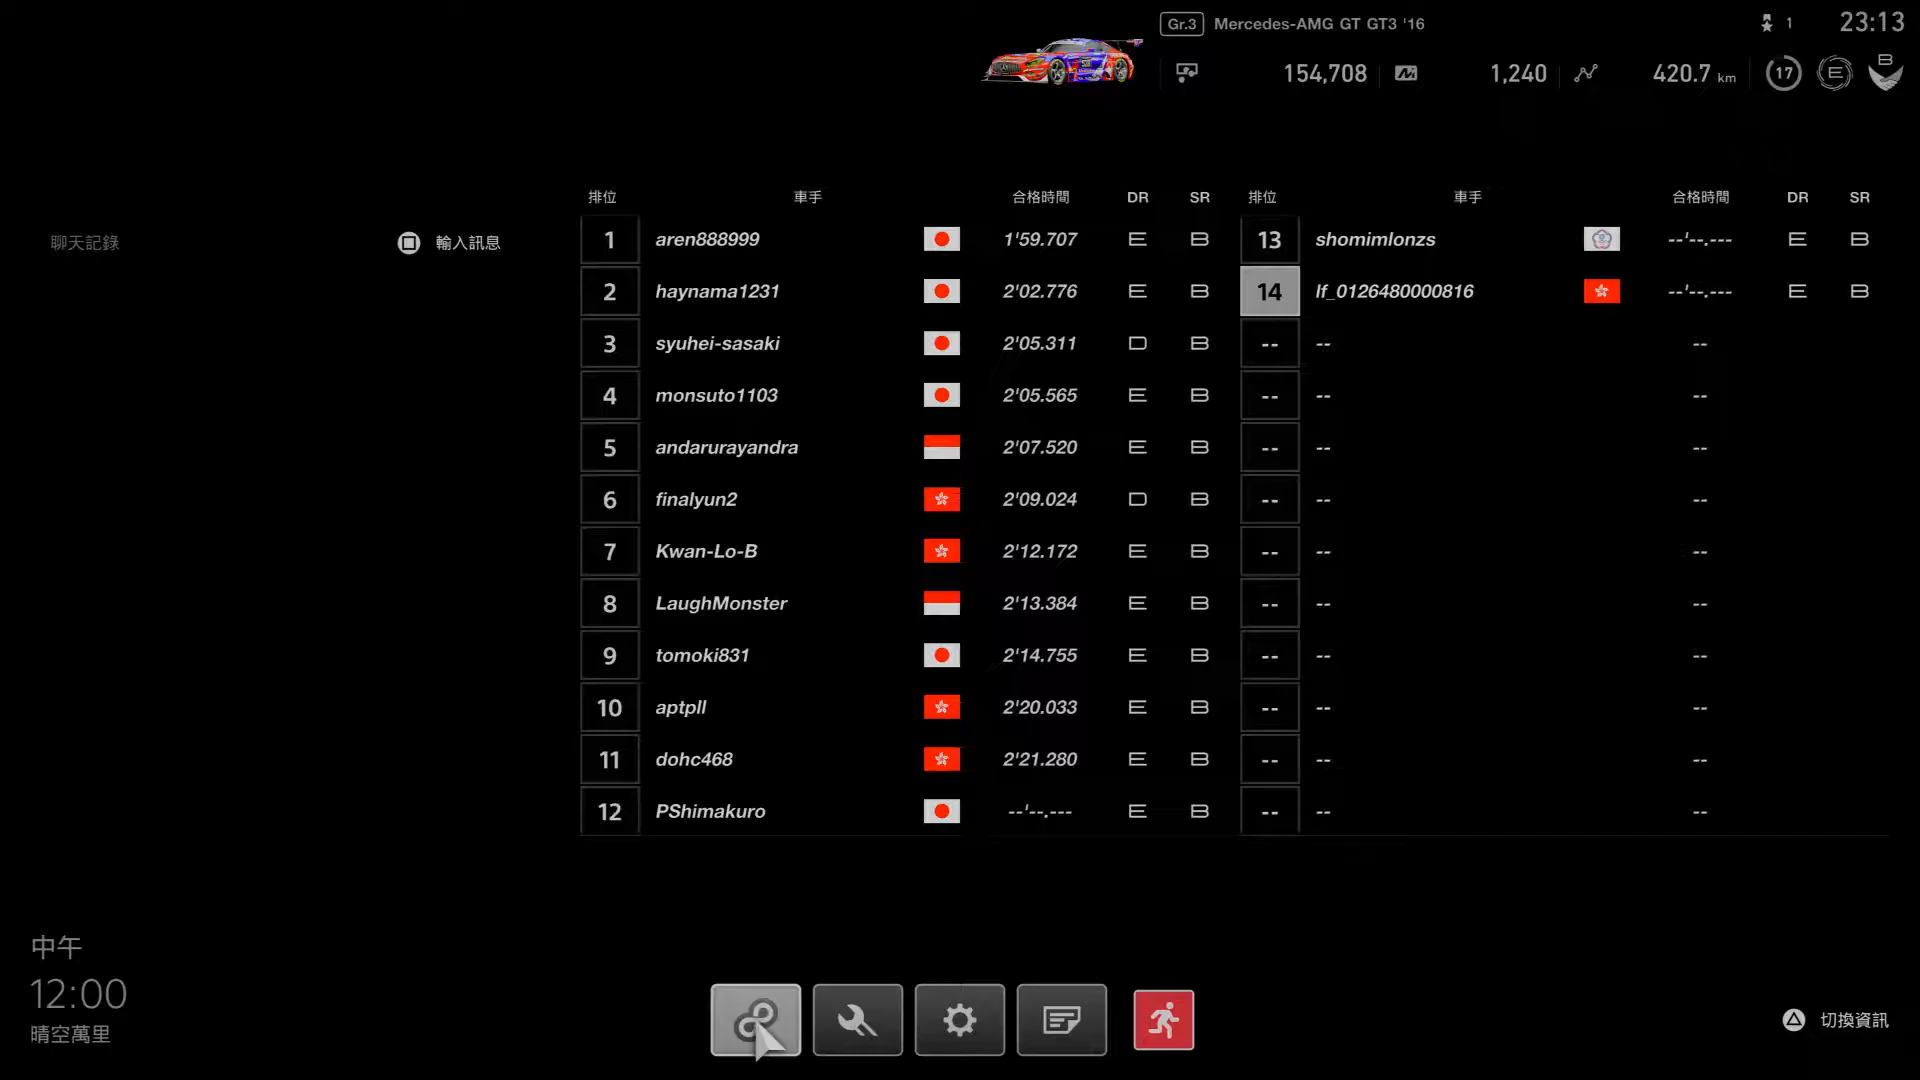 Gr.3 Mercedes-AMG GT GT3 '16 1 23:13
154,708 1,240 420.7 km 17 E B
聊天記錄 輸入訊息
排位 車手 合格時間 DR SR
1 aren888999 1'59.707 E B
2 haynama1231 2'02.776 E B
3 syuhei-sasaki 2'05.311 D B
4 monsuto1103 2'05.565 E B
5 andarurayandra 2'07.520 E B
6 finalyun2 2'09.024 D B
7 Kwan-Lo-B 2'12.172 E B
8 LaughMonster 2'13.384 E B
9 tomoki831 2'14.755 E B
10 aptpll 2'20.033 E B
11 dohc468 2'21.280 E B
12 PShimakuro --'--.--- E B
排位 車手 合格時間 DR SR
13 shomimlonzs --'--.--- E B
14 lf_0126480000816 --'--.--- E B
-- -- --
-- -- --
-- -- --
-- -- --
-- -- --
-- -- --
-- -- --
-- -- --
-- -- --
-- -- --
中午
12:00
晴空萬里
切換資訊